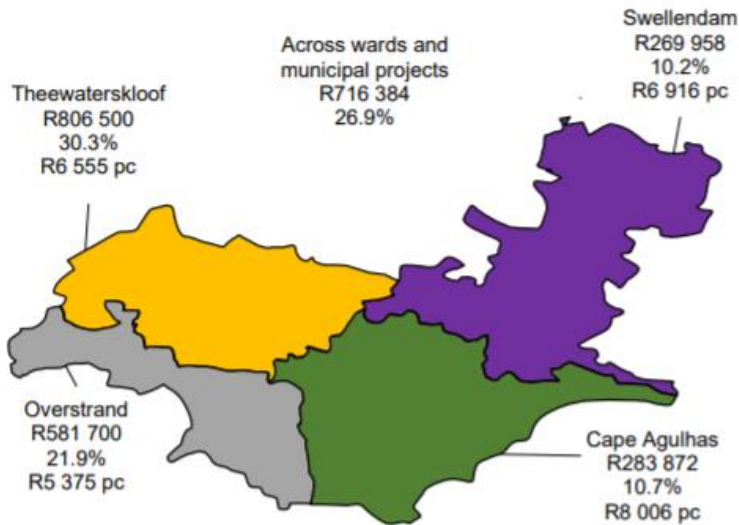 Swellendam
R269 958
10.2%
R6 916 pc
Across wards and
municipal projects
R716 384
26.9%
Theewaterskloof
R806 500
30.3%
R6 555 pc
Overstrand
R581 700
21.9%
R5 375 pc
Cape Agulhas
R283 872
10.7%
R8 006 pc